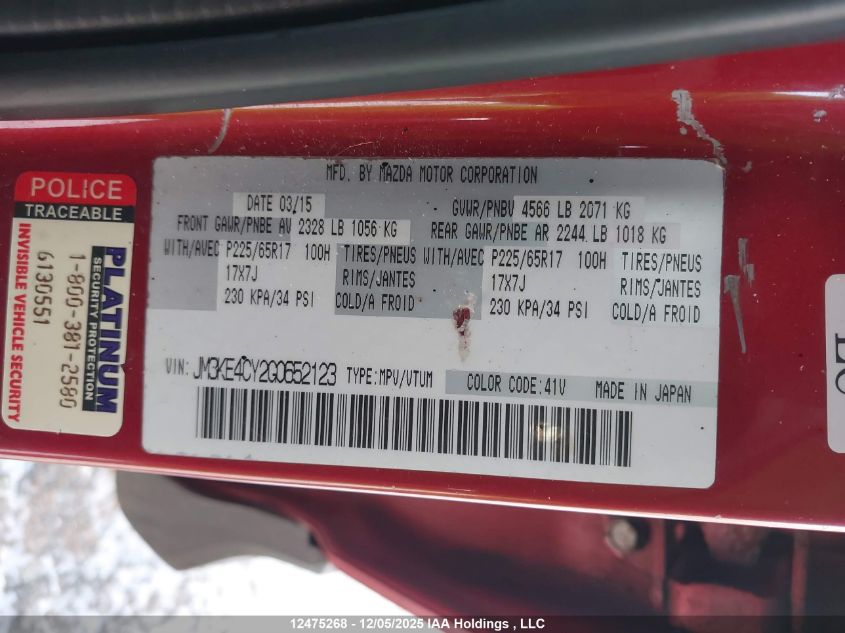 MFD. BY MAZDA MOTOR CORPORATION
DATE 03/15
GVWR/PNBV 4566 LB 2071 KG
FRONT GAWR/PNBE AV 2328 LB 1056 KG
REAR GAWR/PNBE AR 2244 LB 1018 KG
WITH/AVEC P225/65R17 100H TIRES/PNEUS WITH/AVEC P225/65R17 100H TIRES/PNEUS
17X7J RIMS/JANTES 17X7J RIMS/JANTES
230 KPA/34 PSI COLD/A FROID 230 KPA/34 PSI COLD/A FROID
VIN: JM3KE4CY2G0652123 TYPE:MPV/VTUM COLOR CODE:41V MADE IN JAPAN
POLICE
TRACEABLE
PLATINUM
SECURITY PROTECTION
1-800-381-2580
G130551
INVISIBLE VEHICLE SECURITY
12475268 - 12/05/2025 IAA Holdings , LLC